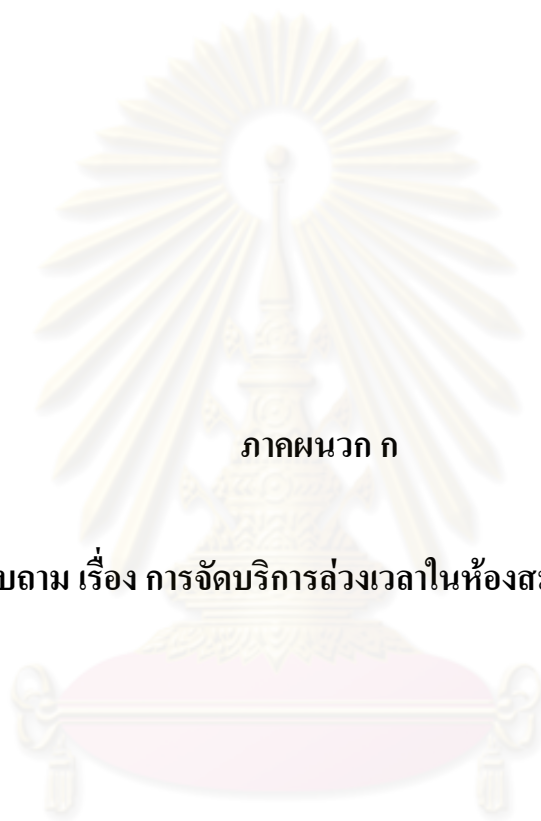 ภาคผนวก ก
บถาม เรื่อง การจัดบริการล่วงเวลาในห้องส